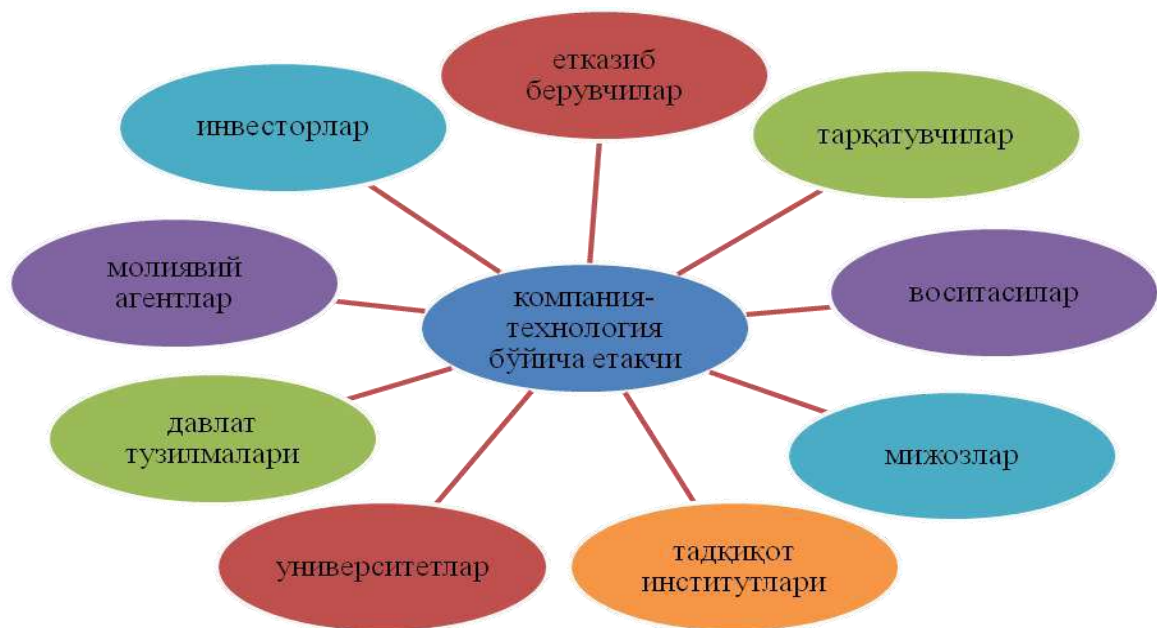 етказиб
берувчилар
инвесторлар
тарқатувчилар
молиявий
агентлар
компания-
технология
бўйича етакчи
воситасилар
давлат
тузилмалари
мижозлар
университетлар
тадқиқот
институтлари